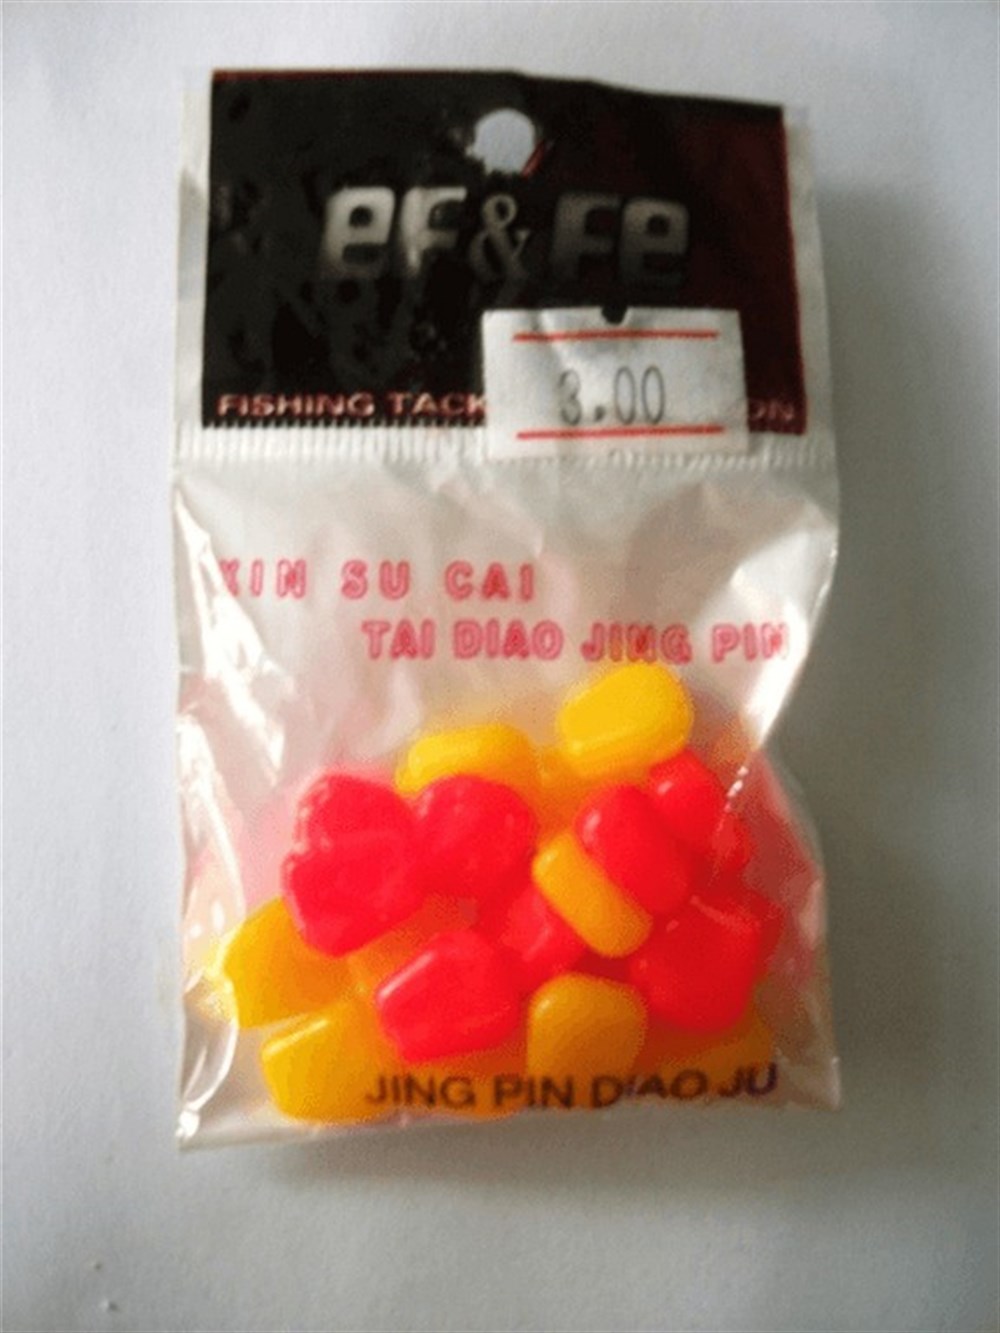 eF&Fe
3.00
FISHING TACK ON
XIN SU CAI
TAI DIAO JING PIN
JING PIN DIAO JU